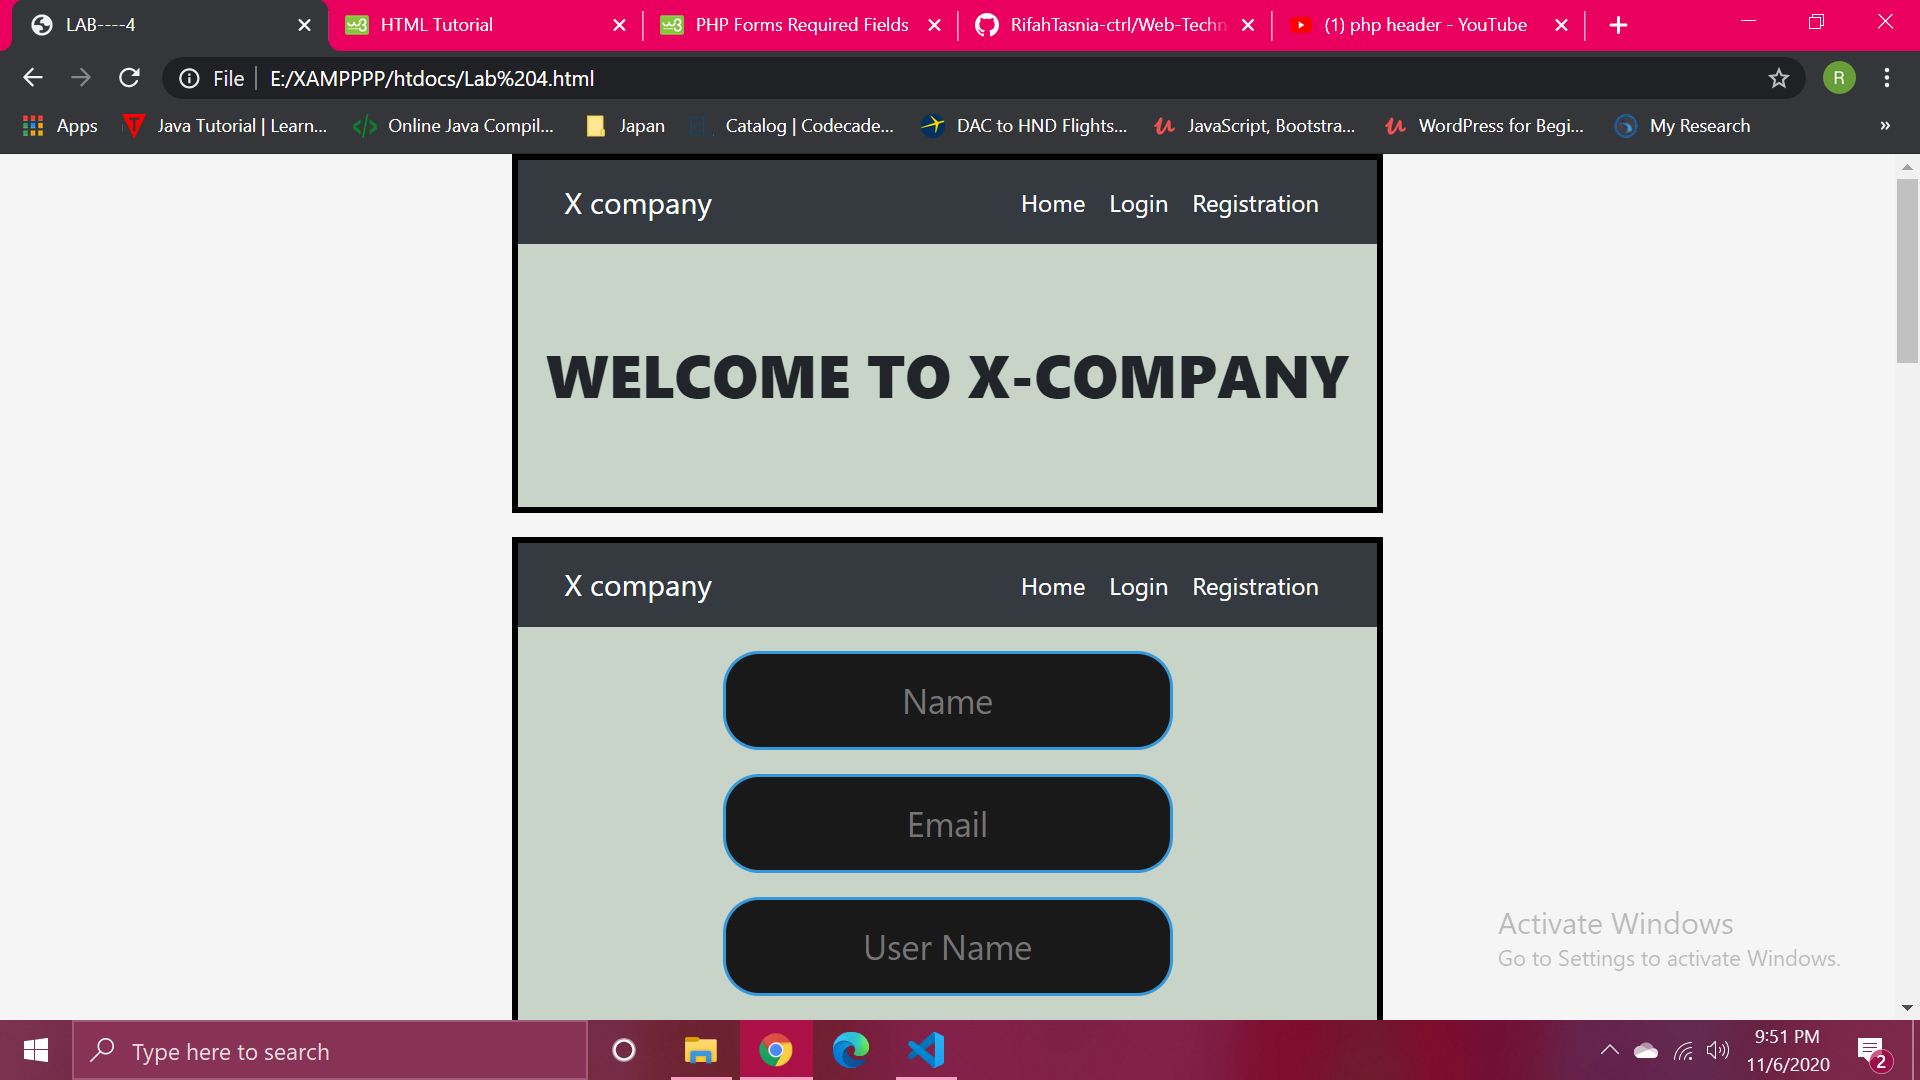 LAB----4
HTML Tutorial
PHP Forms Required Fields
RifahTasnia-ctrl/Web-Techn
(1) php header - YouTube
File
E:/XAMPPPP/htdocs/Lab%204.html
R
Apps
Java Tutorial | Learn...
Online Java Compil...
Japan
Catalog | Codecade...
DAC to HND Flights...
JavaScript, Bootstra...
WordPress for Begi...
My Research
»
X company
Home Login Registration
WELCOME TO X-COMPANY
X company
Home Login Registration
Name
Email
User Name
Activate Windows
Go to Settings to activate Windows.
Type here to search
9:51 PM
11/6/2020
2